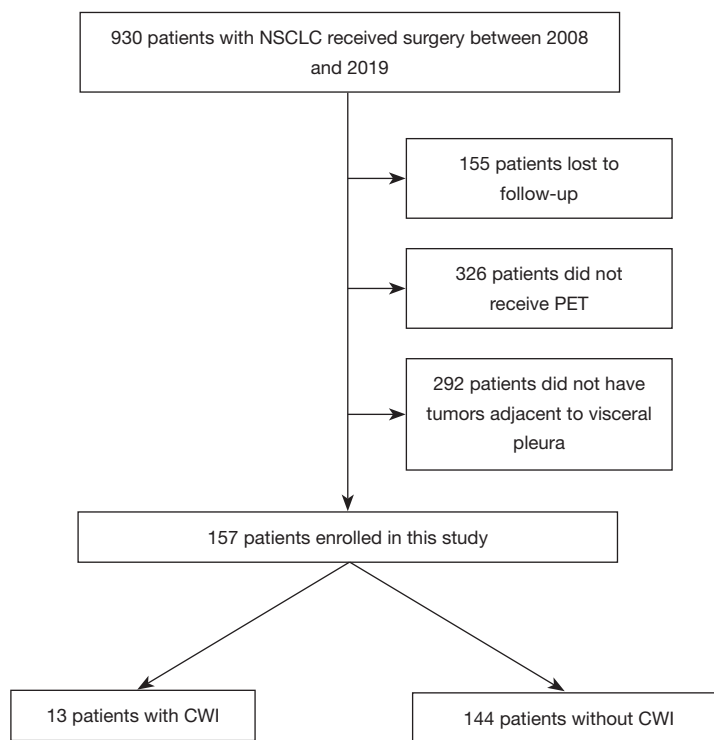 930 patients with NSCLC received surgery between 2008
and 2019
155 patients lost to
follow-up
326 patients did not
receive PET
292 patients did not have
tumors adjacent to visceral
pleura
157 patients enrolled in this study
13 patients with CWI
144 patients without CWI